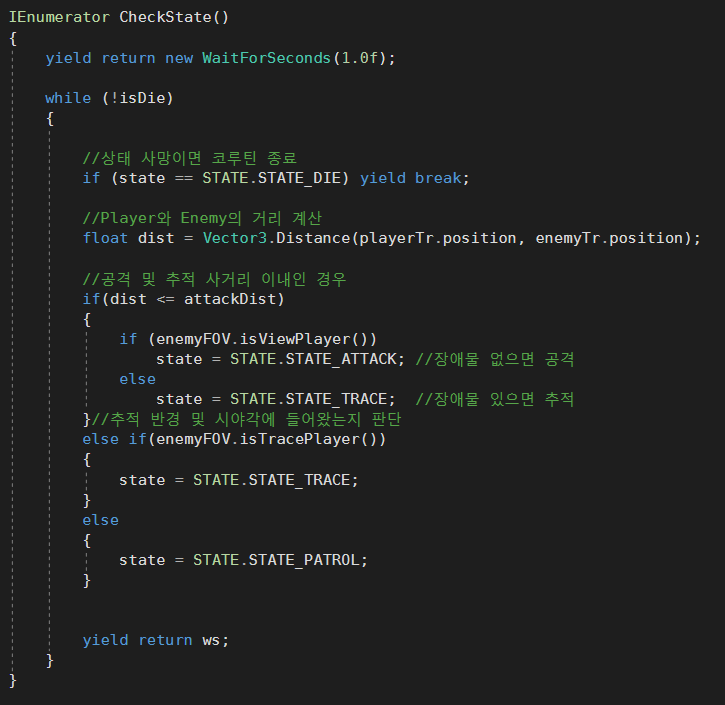 IEnumerator CheckState()
{
    yield return new WaitForSeconds(1.0f);
    while (!isDie)
    {
        //상태 사망이면 코루틴 종료
        if (state == STATE.STATE_DIE) yield break;
        //Player와 Enemy의 거리 계산
        float dist = Vector3.Distance(playerTr.position, enemyTr.position);
        //공격 및 추적 사거리 이내인 경우
        if(dist <= attackDist)
        {
            if (enemyFOV.isViewPlayer())
                state = STATE.STATE_ATTACK; //장애물 없으면 공격
            else
                state = STATE.STATE_TRACE;  //장애물 있으면 추적
        }//추적 반경 및 시야각에 들어왔는지 판단
        else if(enemyFOV.isTracePlayer())
        {
            state = STATE.STATE_TRACE;
        }
        else
        {
            state = STATE.STATE_PATROL;
        }
        yield return ws;
    }
}